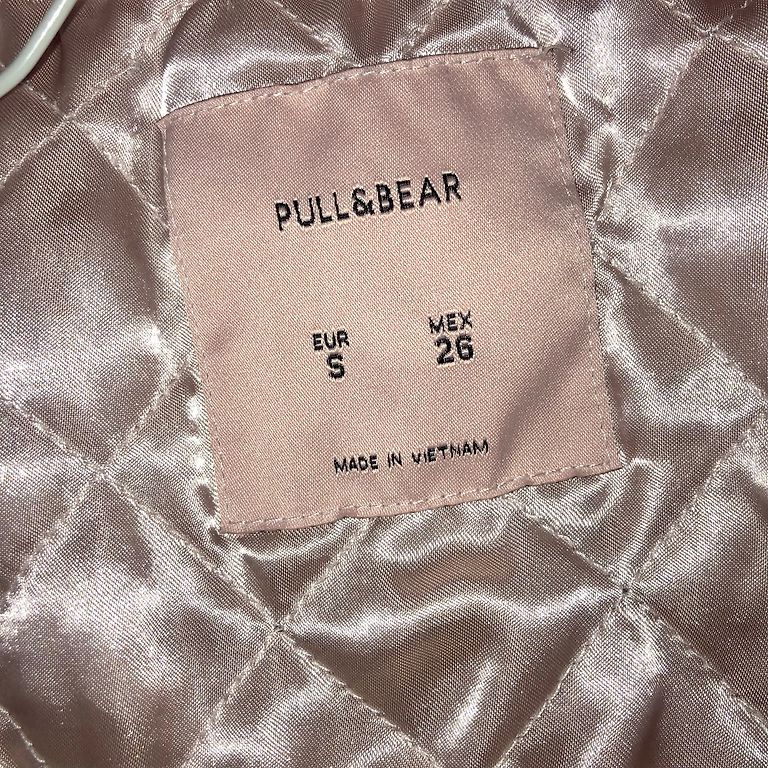 PULL&BEAR
EUR MEX
S 26
MADE IN VIETNAM